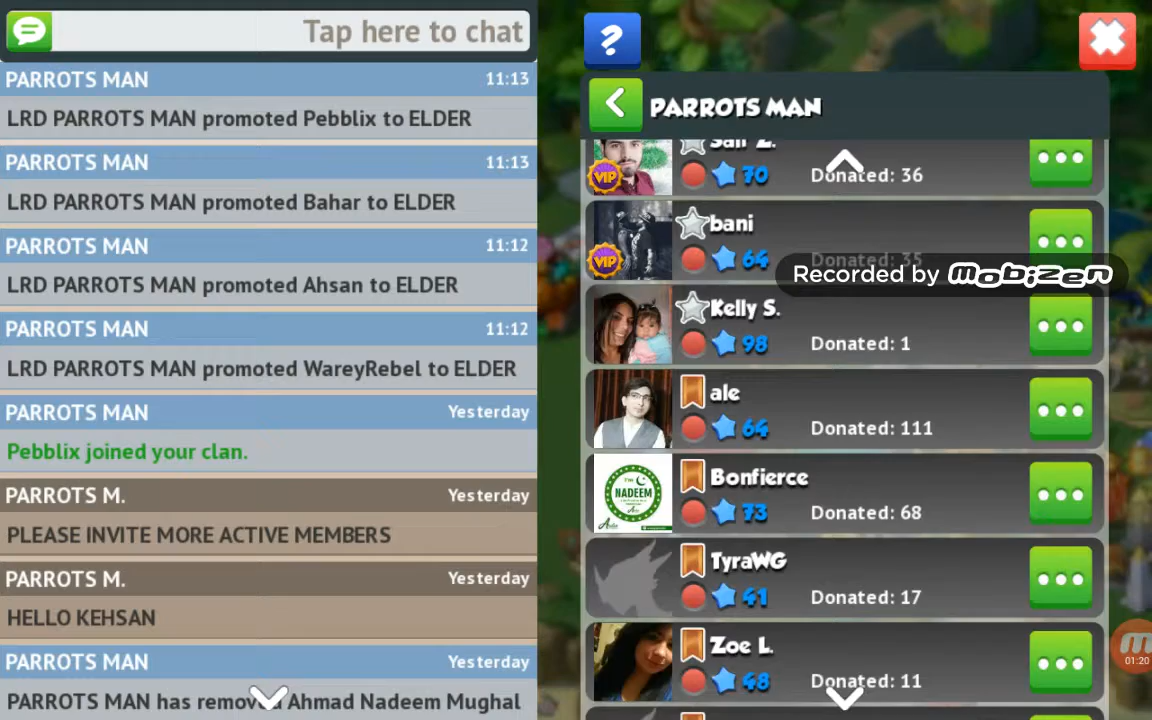 Tap here to chat
PARROTS MAN 11:13
LRD PARROTS MAN promoted Pebblix to ELDER
PARROTS MAN 11:13
LRD PARROTS MAN promoted Bahar to ELDER
PARROTS MAN 11:12
LRD PARROTS MAN promoted Ahsan to ELDER
PARROTS MAN 11:12
LRD PARROTS MAN promoted WareyRebel to ELDER
PARROTS MAN Yesterday
Pebblix joined your clan.
PARROTS M. Yesterday
PLEASE INVITE MORE ACTIVE MEMBERS
PARROTS M. Yesterday
HELLO KEHSAN
PARROTS MAN Yesterday
PARROTS MAN has removed Ahmad Nadeem Mughal
?
PARROTS MAN
VIP 70 Donated: 36
bani
VIP 64 Donated: 35
Recorded by mobizen
Kelly S.
98 Donated: 1
ale
64 Donated: 111
Bonfierce
NADEEM
73 Donated: 68
TyraWG
41 Donated: 17
Zoe L.
48 Donated: 11
01:20